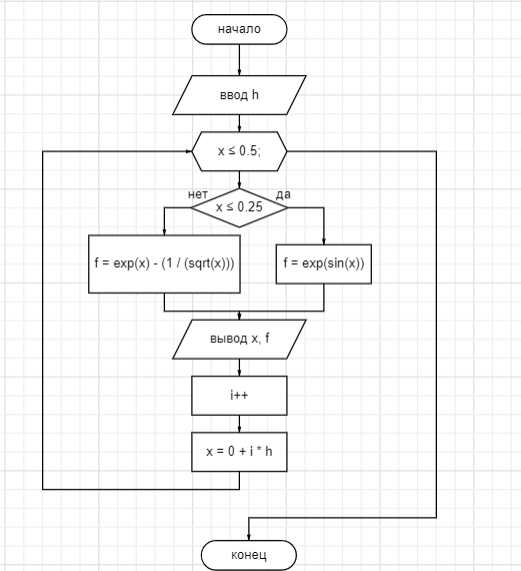 начало
ввод h
x ≤ 0.5;
нет
да
x ≤ 0.25
f = exp(x) - (1 / (sqrt(x)))
f = exp(sin(x))
вывод x, f
i++
x = 0 + i * h
конец